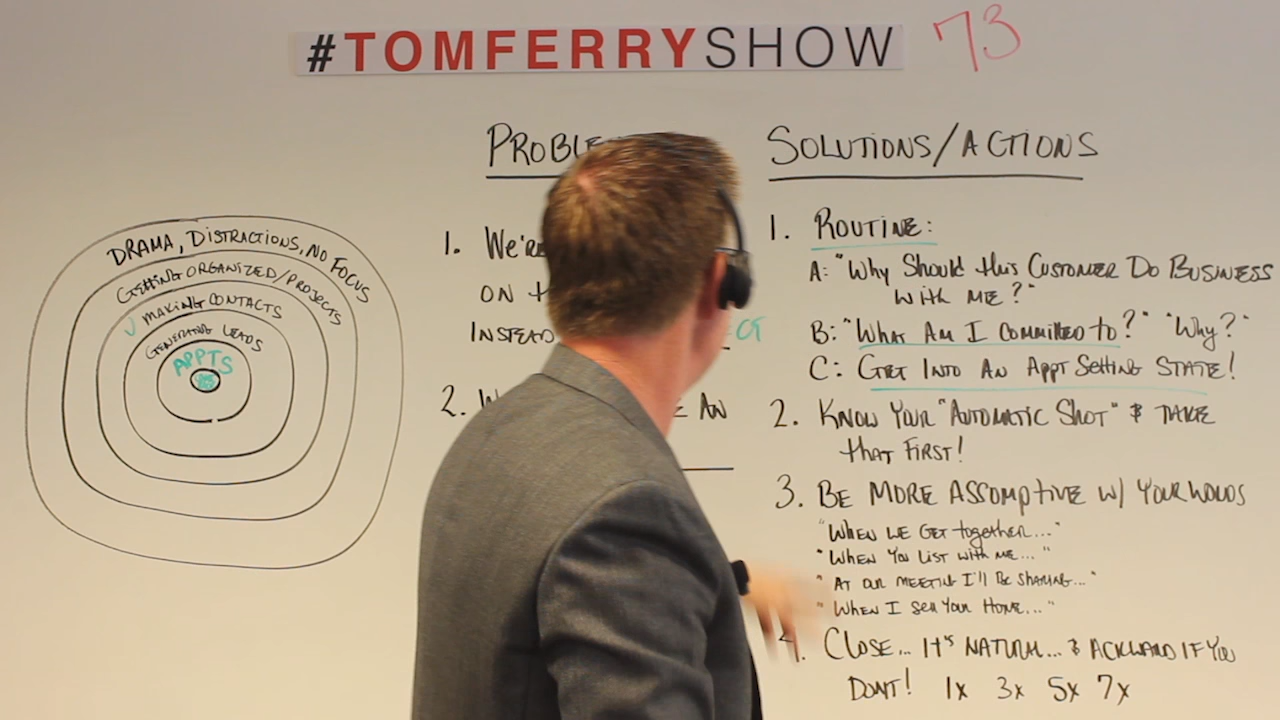 #TOMFERRYSHOW 73
DRAMA, DISTRACTIONS, NO FOCUS
GETTING ORGANIZED/PROJECTS
✓ MAKING CONTACTS
GENERATING LEADS
APPTS
PROBLE
1. WE'RE
ON
INSTEAD CT
2. AN
SOLUTIONS/ACTIONS
1. ROUTINE:
A: "WHY SHOULD THIS CUSTOMER DO BUSINESS
WITH ME?"
B: "WHAT AM I COMMITTED TO?" "WHY?"
C: GET INTO AN APPT SETTING STATE!
2. KNOW YOUR "AUTOMATIC SHOT" & TAKE
THAT FIRST!
3. BE MORE ASSOMPTIVE W/ YOUR WORDS
"WHEN WE GET TOGETHER..."
"WHEN YOU LIST WITH ME..."
"AT OUR MEETING I'LL BE SHARING..."
"WHEN I SELL YOUR HOME..."
4. CLOSE... IT'S NATURAL... & ACKWARD IF YOU
DON'T! 1x 3x 5x 7x